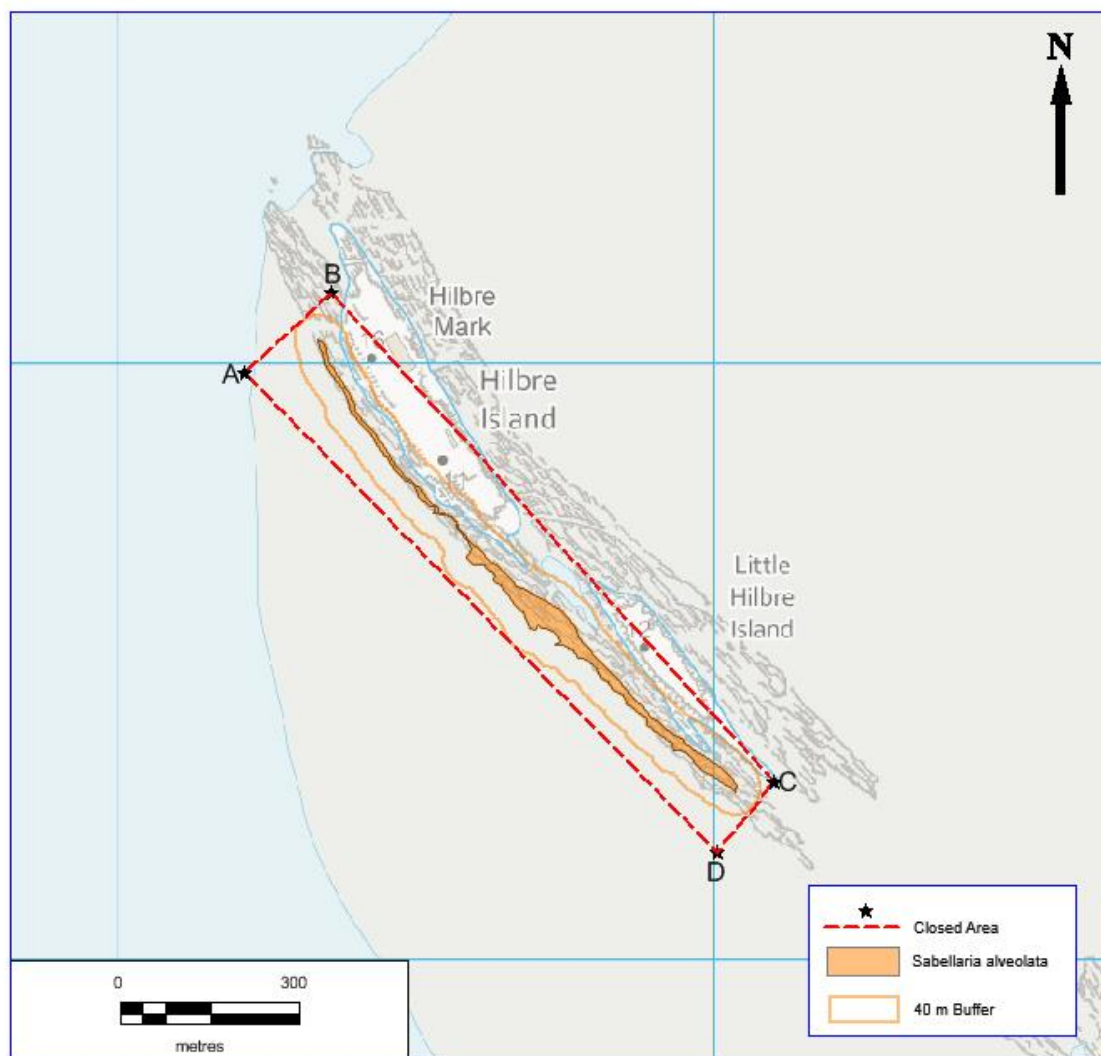 N
B
Hilbre
Mark
A
Hilbre
Island
Little
Hilbre
Island
C
D
Closed Area
Sabellaria alveolata
40 m Buffer
0 300
metres